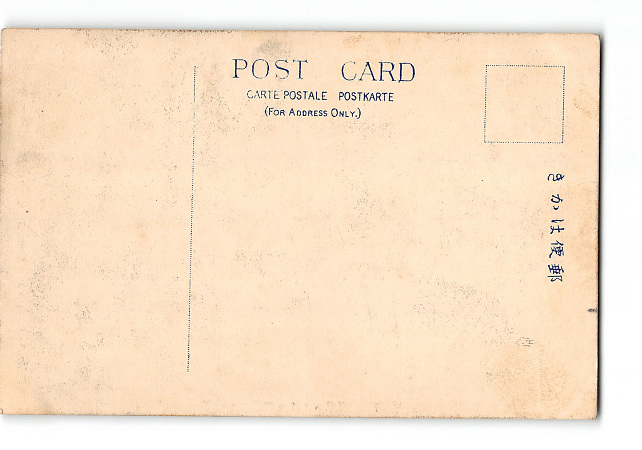 POST CARD
CARTE POSTALE POSTKARTE
(FOR ADDRESS ONLY.)
きかは便郵